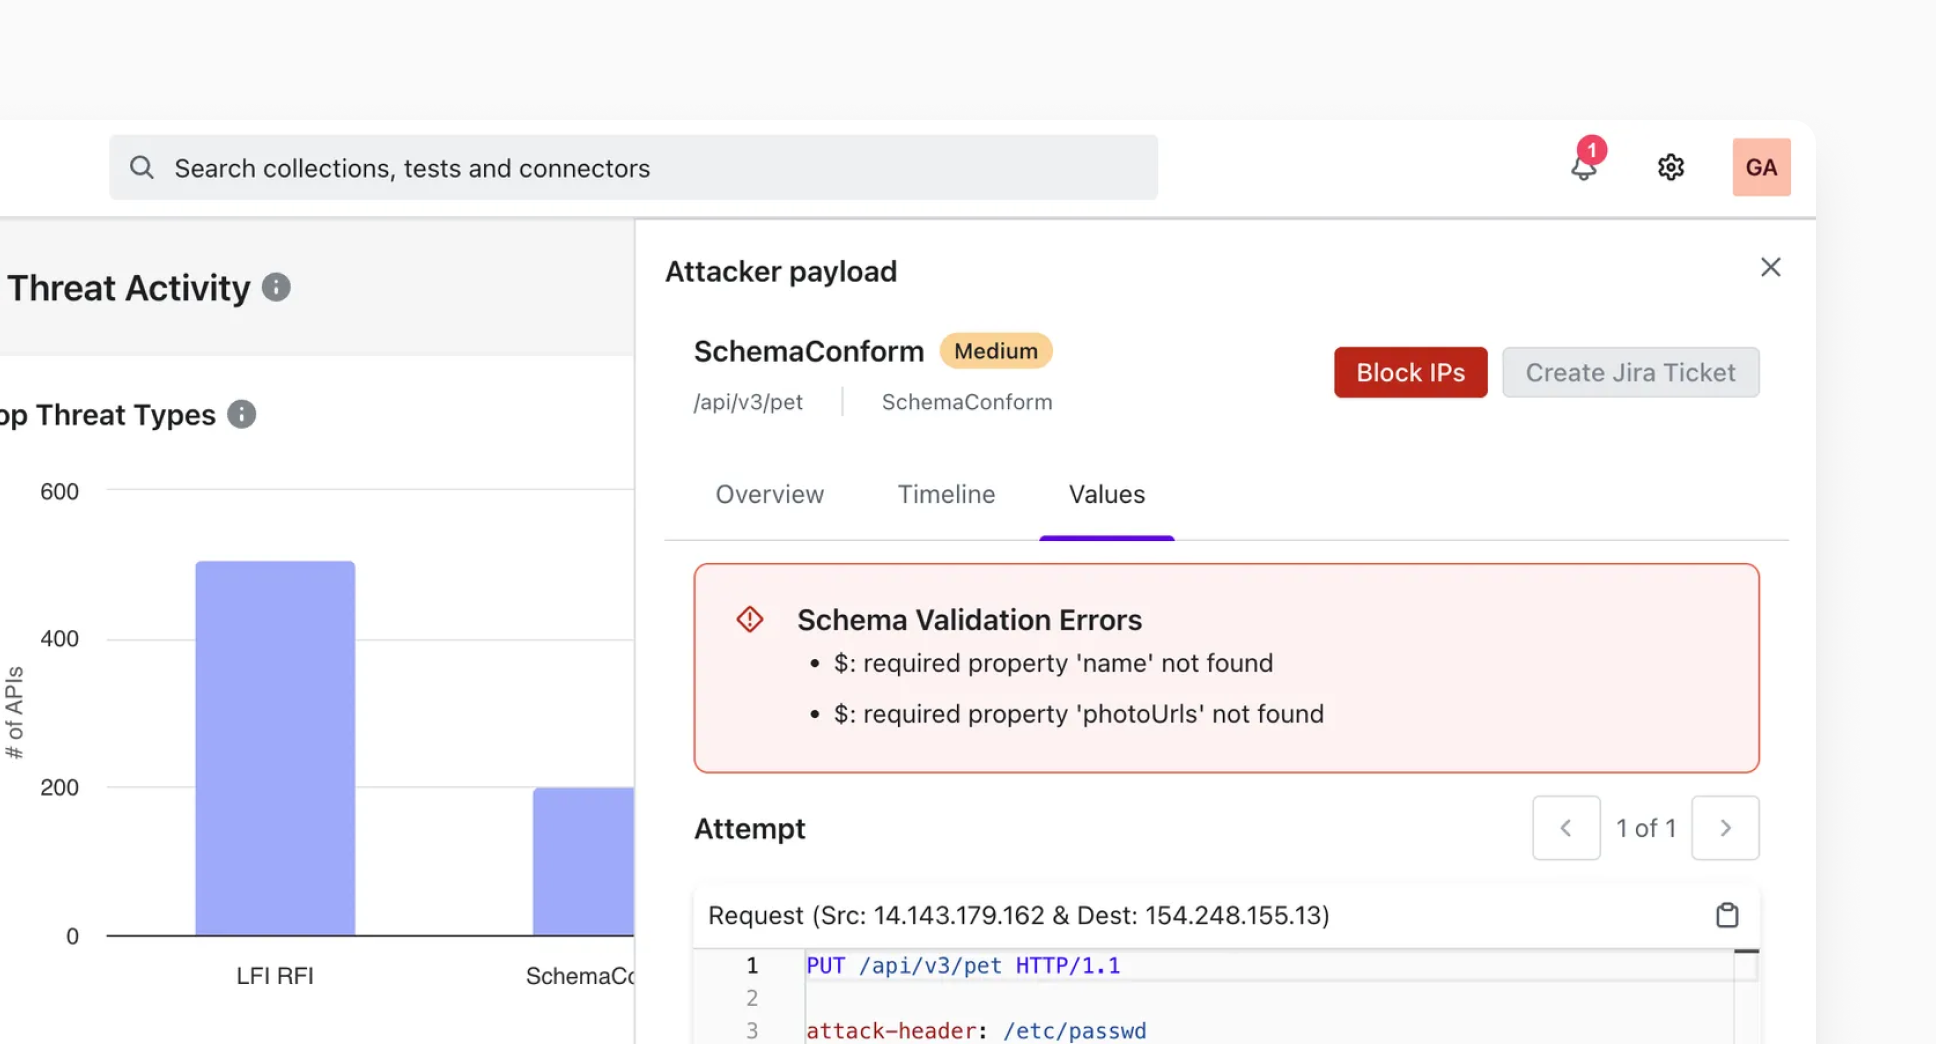 Search collections, tests and connectors
1
GA
Threat Activity
op Threat Types
600
400
200
0
# of APIs
LFI RFI
SchemaCo
Attacker payload
SchemaConform Medium
/api/v3/pet SchemaConform
Block IPs Create Jira Ticket
Overview Timeline Values
Schema Validation Errors
• $: required property 'name' not found
• $: required property 'photoUrls' not found
Attempt
1 of 1
Request (Src: 14.143.179.162 & Dest: 154.248.155.13)
1 PUT /api/v3/pet HTTP/1.1
2
3 attack-header: /etc/passwd